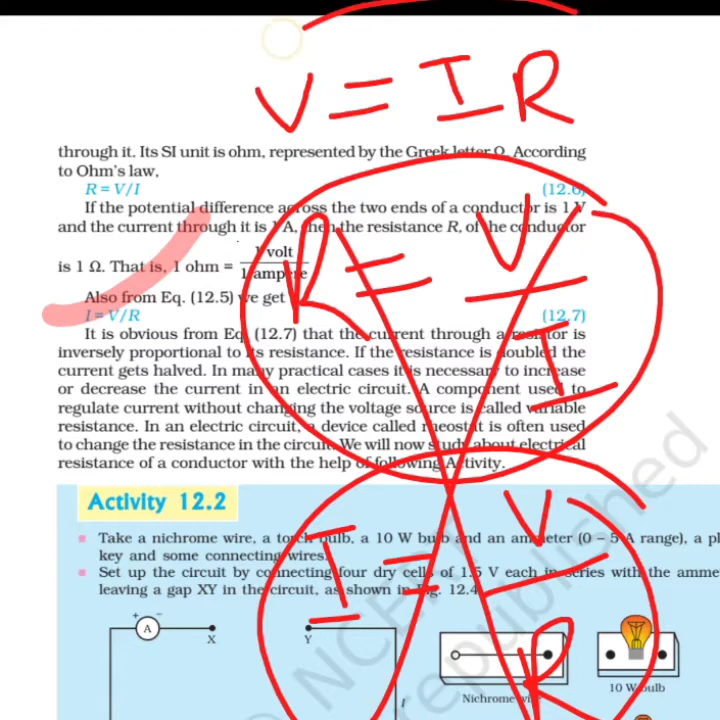 V = IR
through it. Its SI unit is ohm, represented by the Greek letter Ω. According
to Ohm's law,
R = V/I (12.6)
If the potential difference across the two ends of a conductor is 1 V
and the current through it is 1 A, then the resistance R, of the conductor
is 1 Ω. That is, 1 ohm = 1 volt / 1 ampere
Also from Eq. (12.5) we get
I = V/R (12.7)
R = V/I
It is obvious from Eq. (12.7) that the current through a resistor is
inversely proportional to its resistance. If the resistance is doubled the
current gets halved. In many practical cases it is necessary to increase
or decrease the current in an electric circuit. A component used to
regulate current without changing the voltage source is called variable
resistance. In an electric circuit, a device called rheostat is often used
to change the resistance in the circuit. We will now study about electrical
resistance of a conductor with the help of following Activity.
Activity 12.2
Take a nichrome wire, a torch bulb, a 10 W bulb and an ammeter (0 – 5 A range), a
key and some connecting wires.
Set up the circuit by connecting four dry cells of 1.5 V each in series with the
leaving a gap XY in the circuit, as shown in Fig. 12.4.
I = V/R
+ –
A
X
Y
I
Nichrome wire
10 W bulb
© NCERT
republished